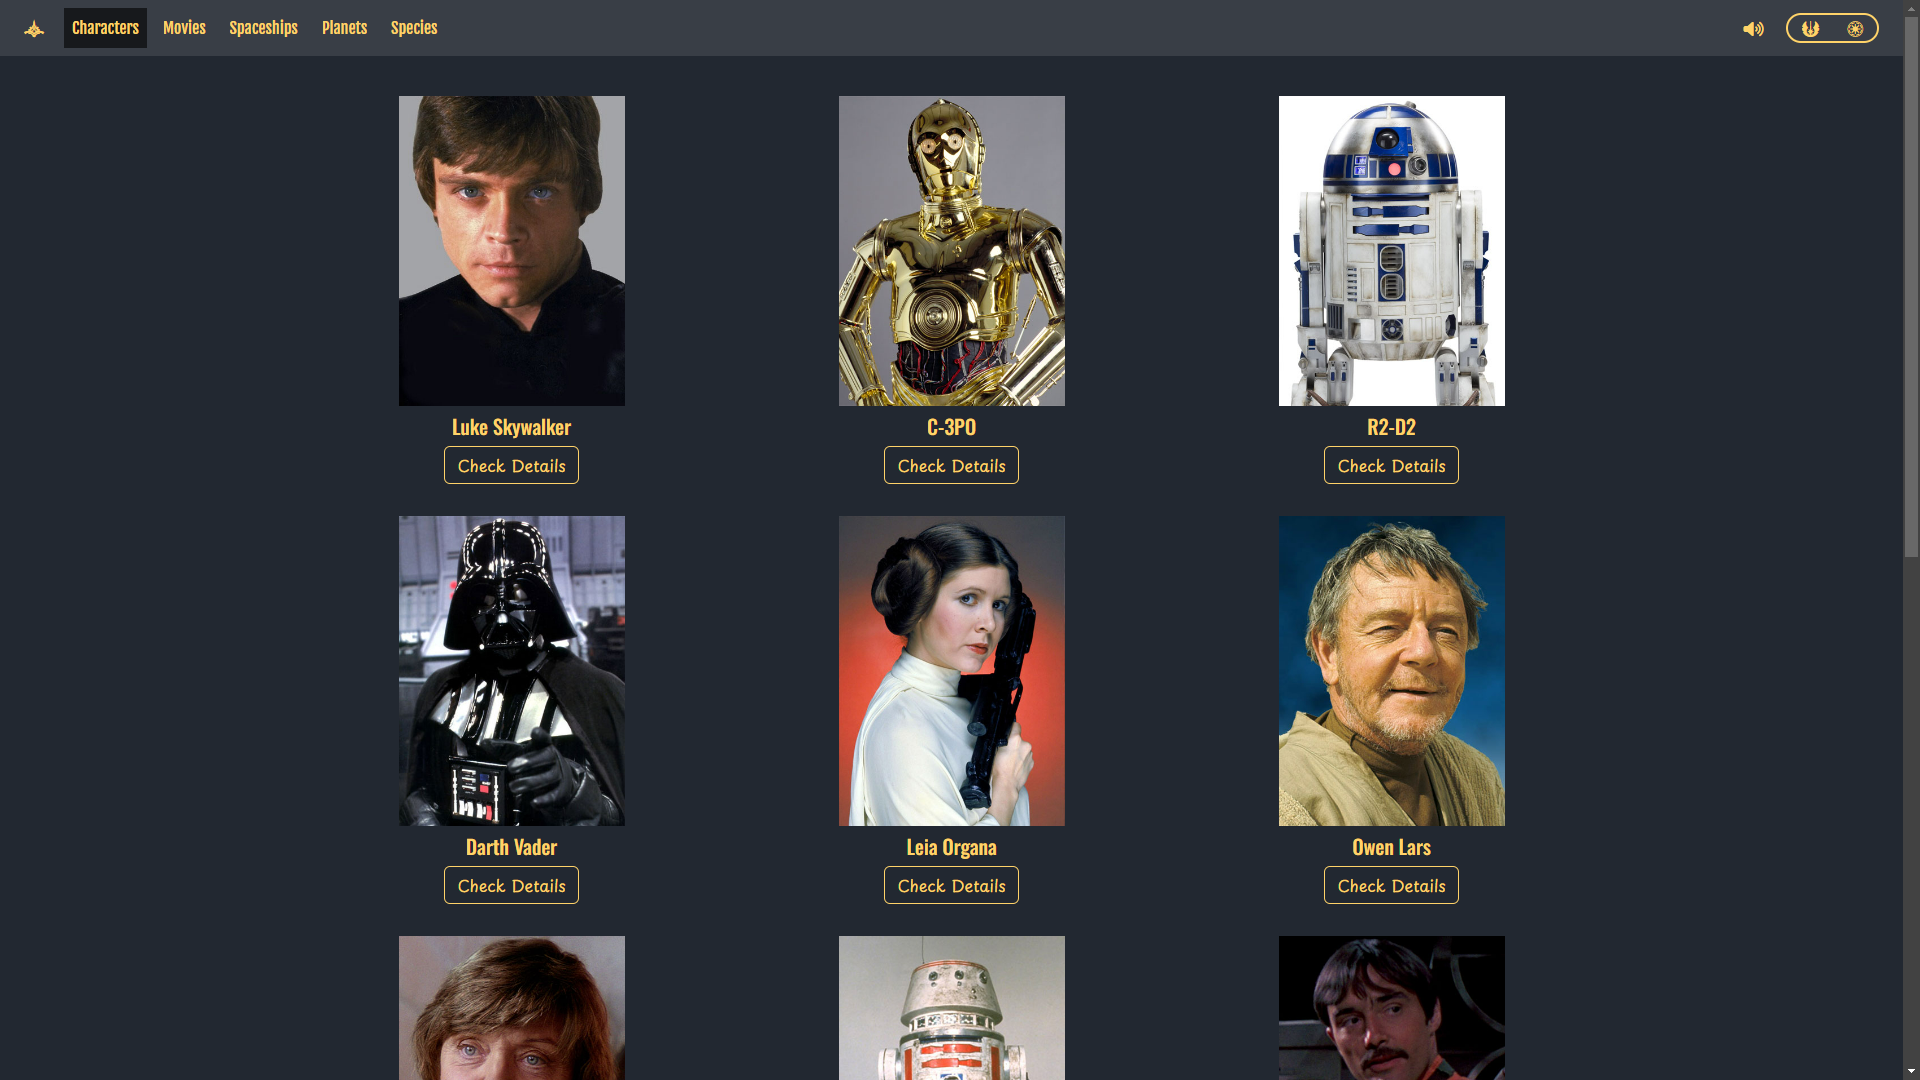 Characters Movies Spaceships Planets Species
Luke Skywalker C-3PO R2-D2
Check Details Check Details Check Details
Darth Vader Leia Organa Owen Lars
Check Details Check Details Check Details